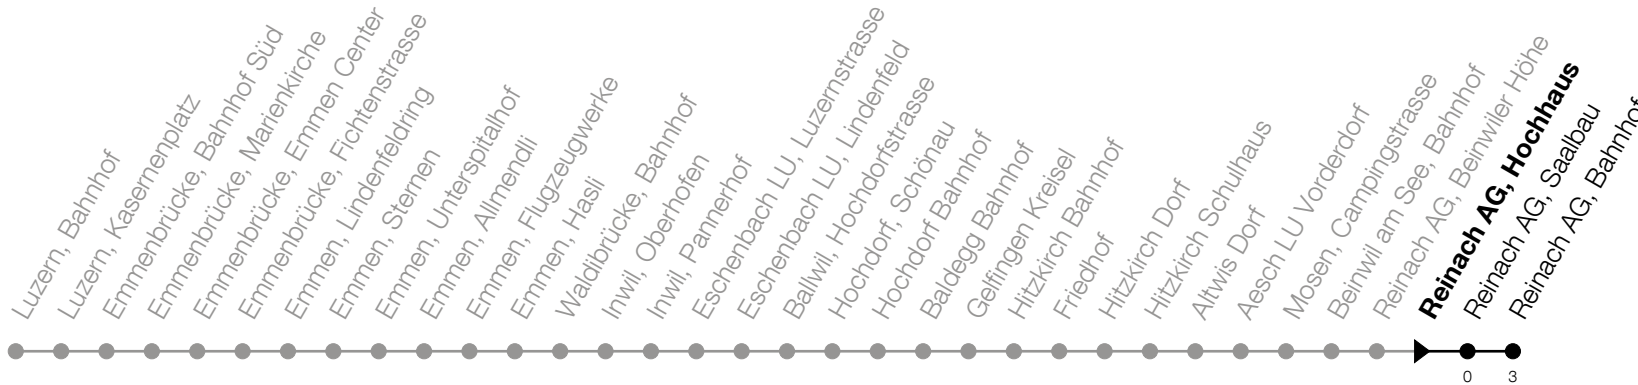 Luzern, Bahnhof
Luzern, Kasernenplatz
Emmenbrücke, Bahnhof Süd
Emmenbrücke, Marienkirche
Emmenbrücke, Emmen Center
Emmenbrücke, Fichtenstrasse
Emmen, Lindenfeldring
Emmen, Sternen
Emmen, Unterspitalhof
Emmen, Allmendli
Emmen, Flugzeugwerke
Emmen, Hasli
Waldibrücke, Bahnhof
Inwil, Oberhofen
Inwil, Pannerhof
Eschenbach LU, Luzernstrasse
Eschenbach LU, Lindenfeld
Ballwil, Hochdorfstrasse
Hochdorf, Schönau
Hochdorf Bahnhof
Baldegg Bahnhof
Gelfingen Kreisel
Hitzkirch Bahnhof
Friedhof
Hitzkirch Dorf
Hitzkirch Schulhaus
Altwis Dorf
Aesch LU Vorderdorf
Mosen, Campingstrasse
Beinwil am See, Bahnhof
Reinach AG, Beinwiler Höhe
Reinach AG, Hochhaus
Reinach AG, Saalbau
Reinach AG, Bahnhof
0 3